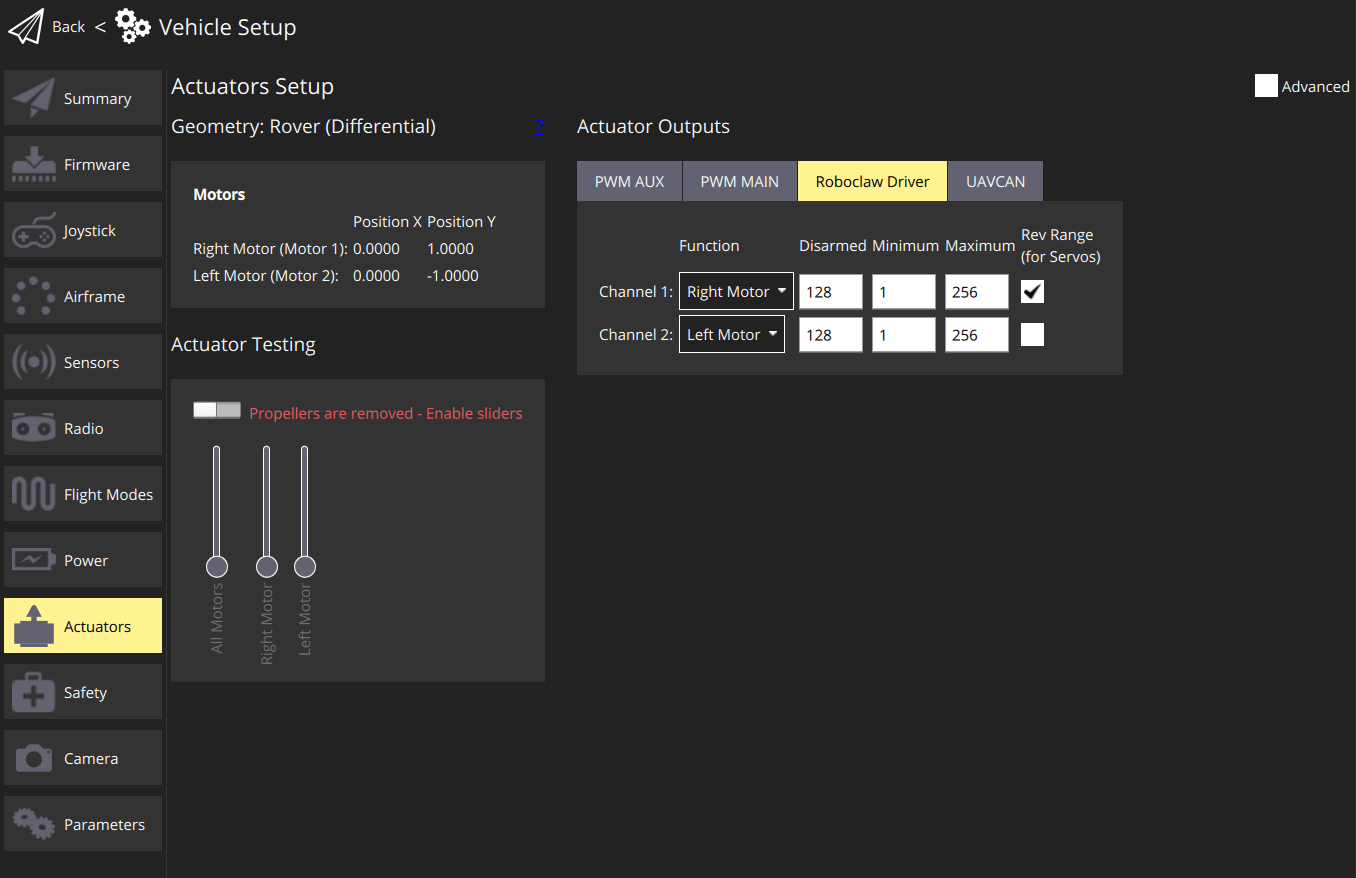 Back < Vehicle Setup
Summary
Firmware
Joystick
Airframe
Sensors
Radio
Flight Modes
Power
Actuators
Safety
Camera
Parameters
Actuators Setup
Advanced
Geometry: Rover (Differential) ?
Motors
Position X Position Y
Right Motor (Motor 1): 0.0000 1.0000
Left Motor (Motor 2): 0.0000 -1.0000
Actuator Testing
Propellers are removed - Enable sliders
All Motors
Right Motor
Left Motor
Actuator Outputs
PWM AUX PWM MAIN Roboclaw Driver UAVCAN
Function Disarmed Minimum Maximum Rev Range
(for Servos)
Channel 1: Right Motor 128 1 256
Channel 2: Left Motor 128 1 256